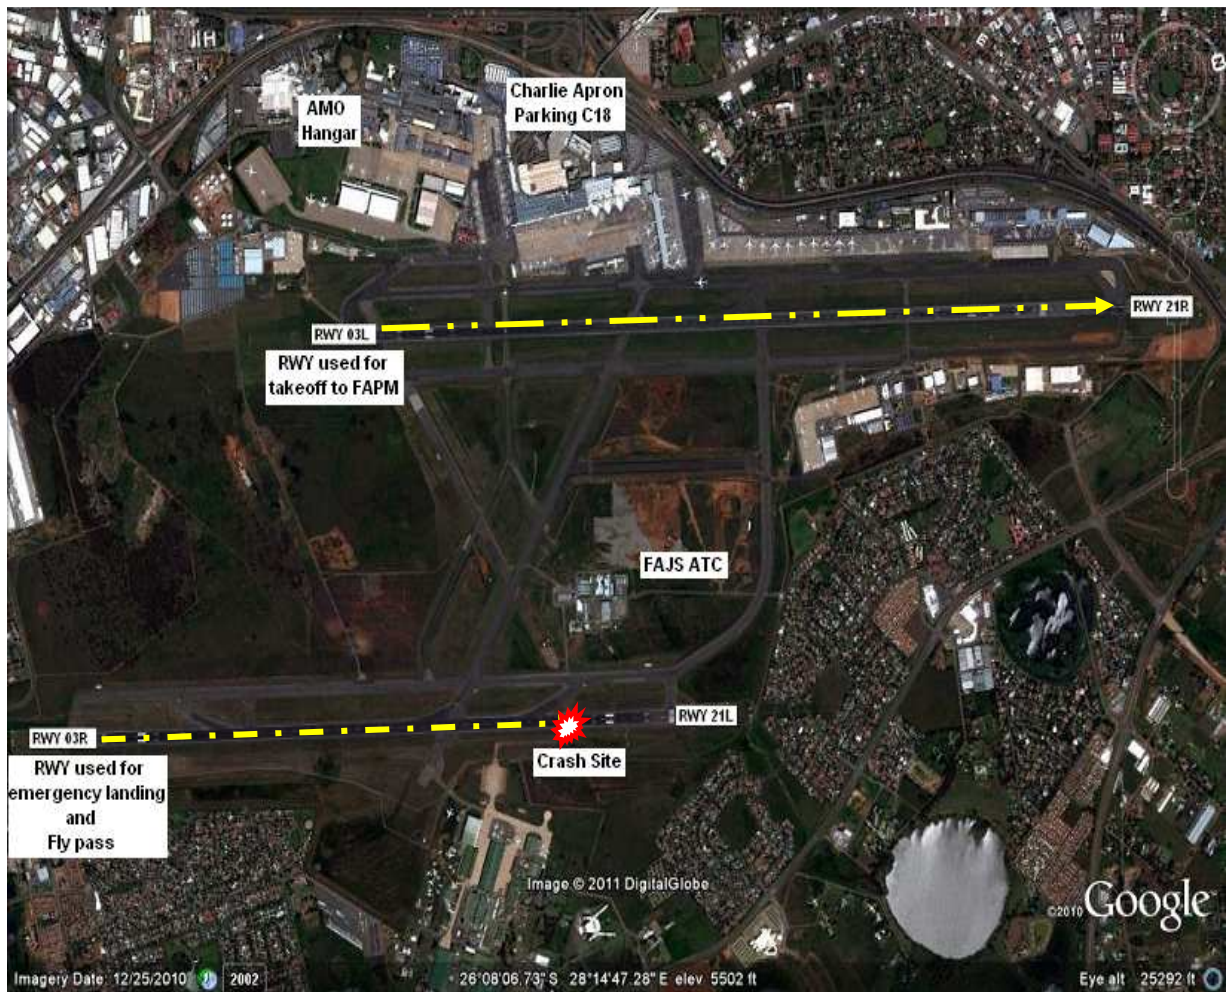 AMO
Hangar
Charlie Apron
Parking C18
RWY 03L
RWY 21R
RWY used for
takeoff to FAPM
FAJS ATC
RWY 03R
RWY 21L
Crash Site
RWY used for
emergency landing
and
Fly pass
Image © 2011 DigitalGlobe
©2010 Google
Imagery Date: 12/25/2010 2002
26°08'06.73" S 28°14'47.28" E elev 5502 ft
Eye alt 25292 ft